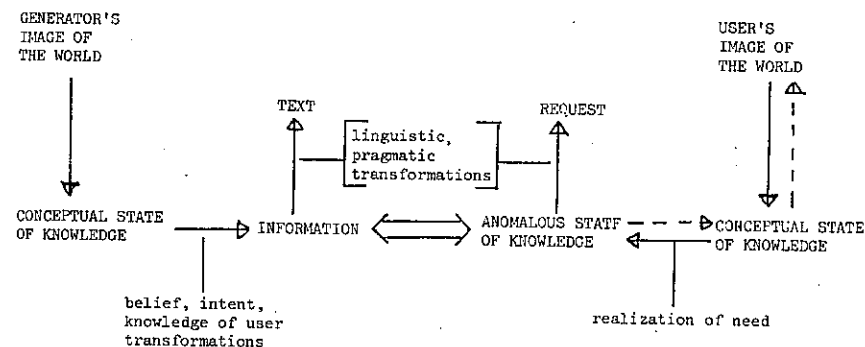 GENERATOR'S
IMAGE OF
THE WORLD
USER'S
IMAGE OF
THE WORLD
TEXT
REQUEST
linguistic,
pragmatic
transformations
CONCEPTUAL STATE
OF KNOWLEDGE
INFORMATION
ANOMALOUS STATE
OF KNOWLEDGE
CONCEPTUAL STATE
OF KNOWLEDGE
belief, intent,
knowledge of user
transformations
realization of need